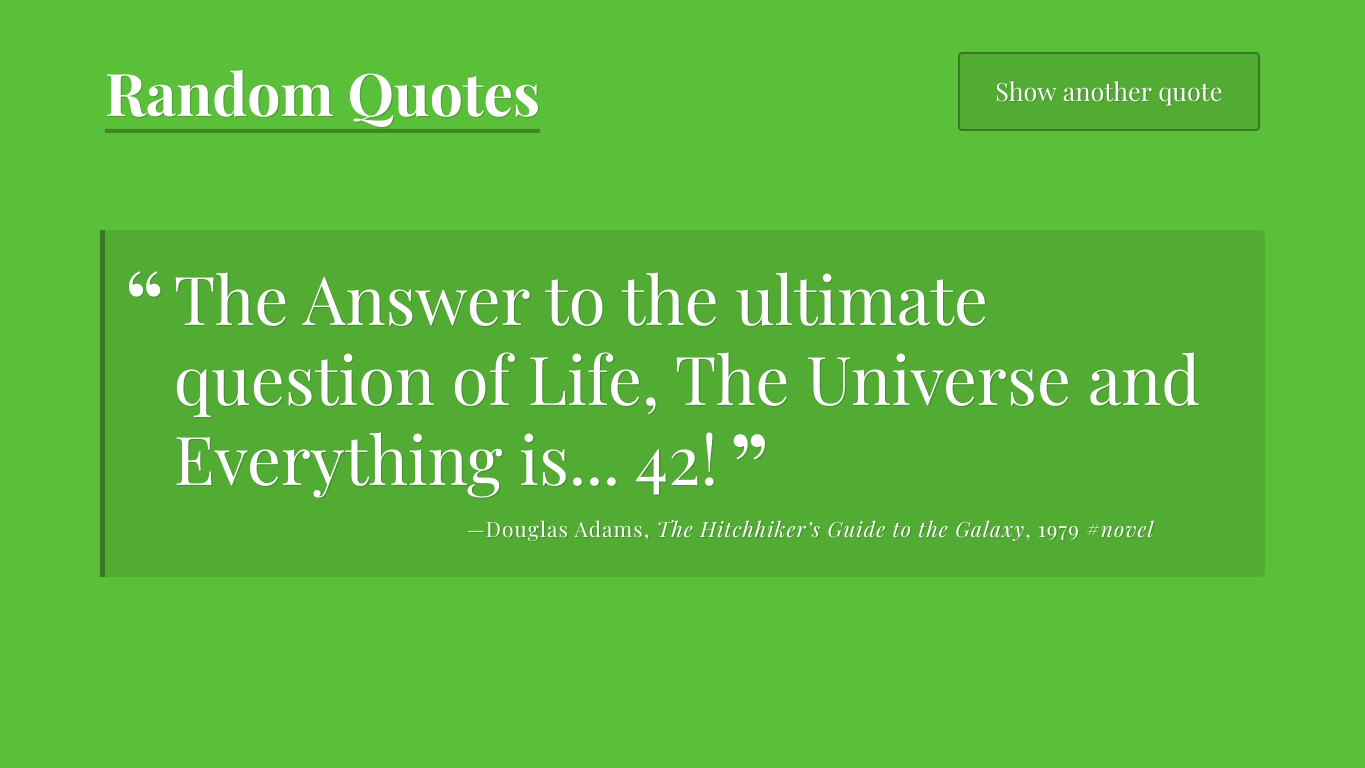 Random Quotes
Show another quote
“ The Answer to the ultimate
question of Life, The Universe and
Everything is... 42! ”
—Douglas Adams, The Hitchhiker’s Guide to the Galaxy, 1979 #novel